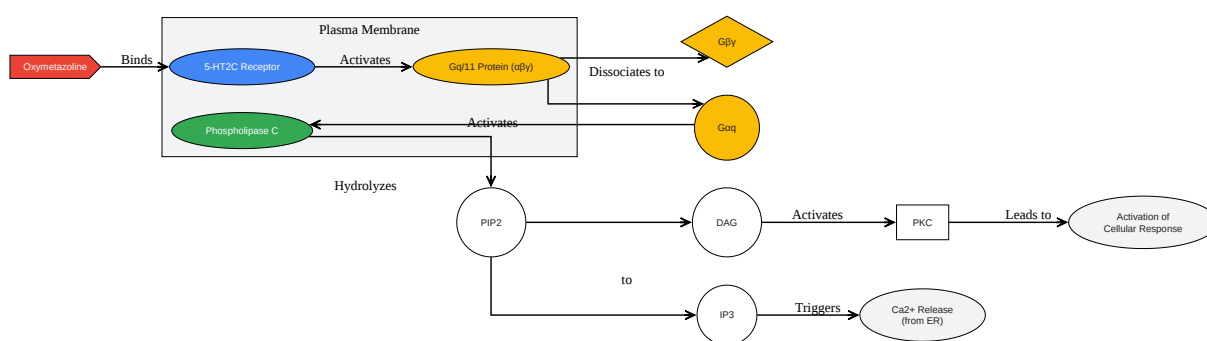 Plasma Membrane
Oxymetazoline
Binds
5-HT2C Receptor
Activates
Gq/11 Protein (αβγ)
Dissociates to
Gβγ
Gαq
Activates
Phospholipase C
Hydrolyzes
PIP2
DAG
Activates
PKC
Leads to
Activation of
Cellular Response
to
IP3
Triggers
Ca2+ Release
(from ER)